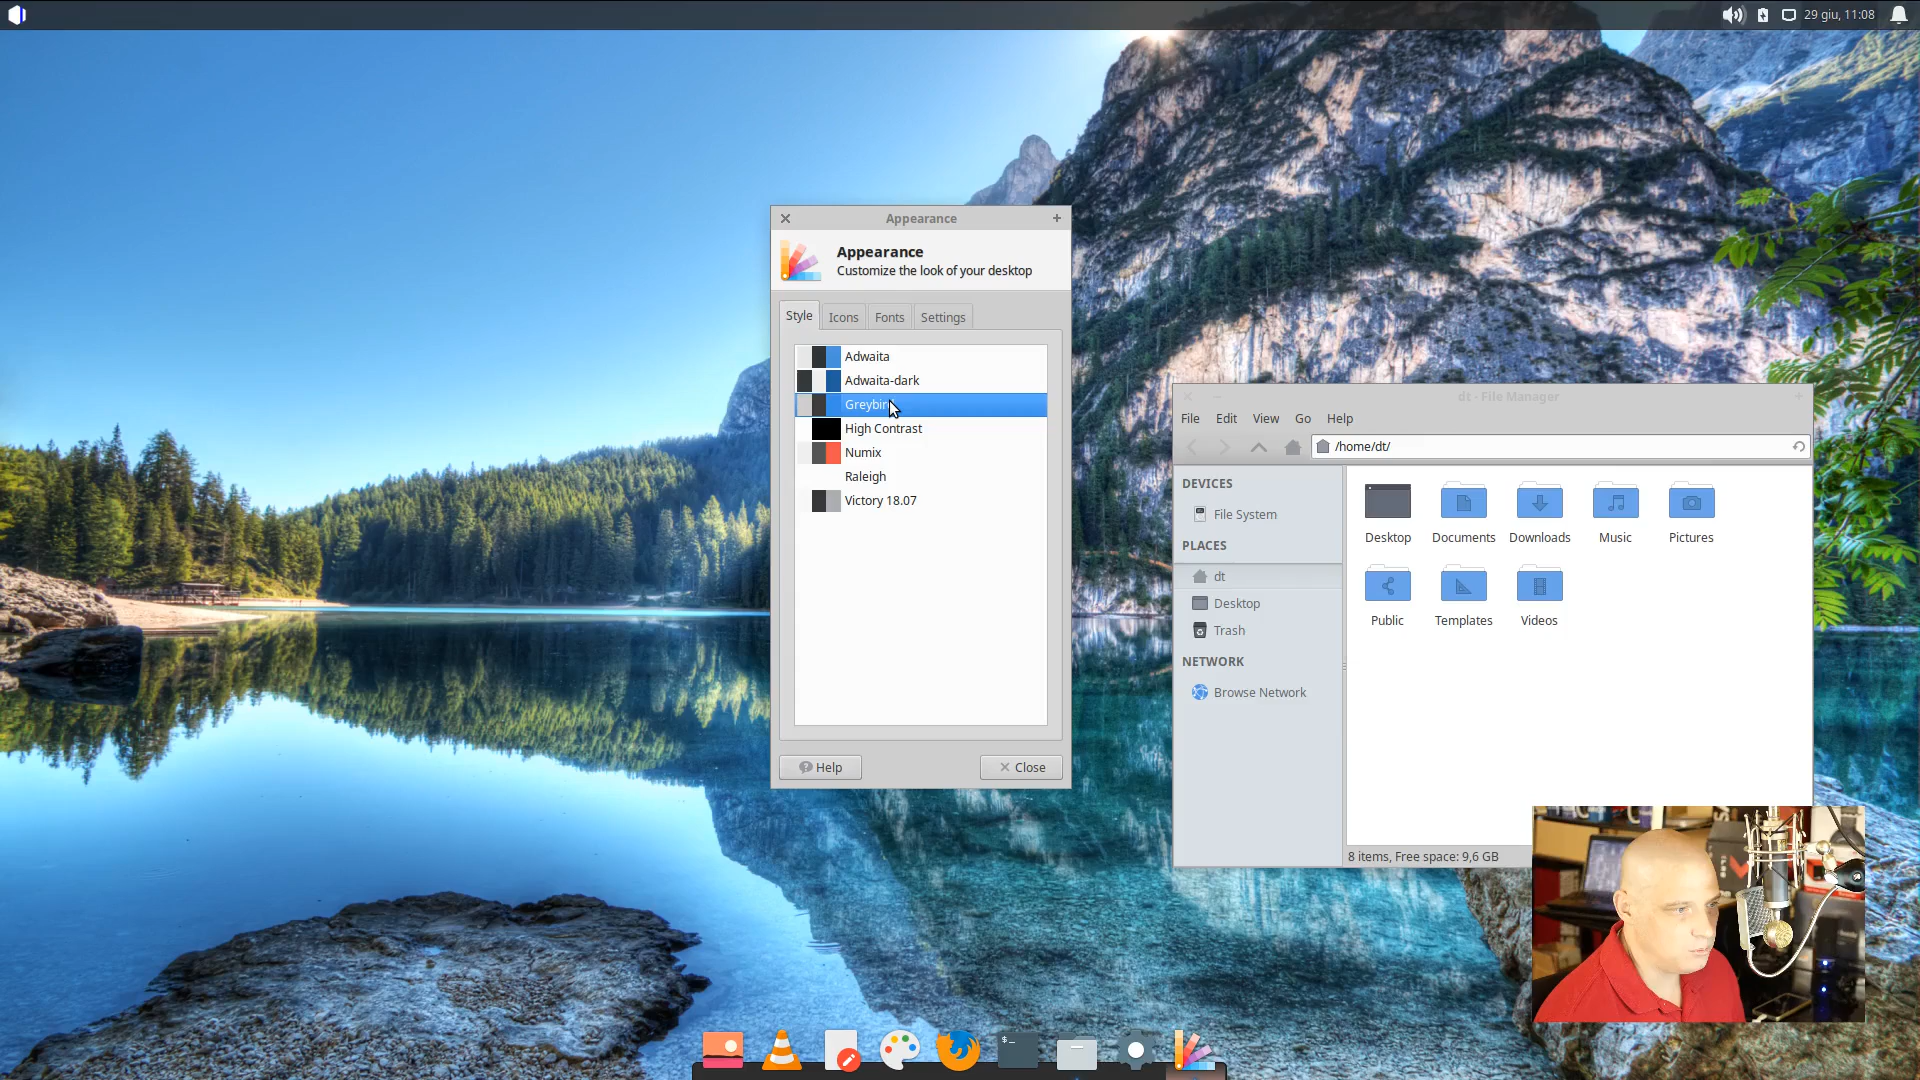 29 giu, 11:08
Appearance
Appearance
Customize the look of your desktop
Style Icons Fonts Settings
Adwaita
Adwaita-dark
Greybird
High Contrast
Numix
Raleigh
Victory 18.07
Help Close
dt - File Manager
File Edit View Go Help
/home/dt/
DEVICES
File System
PLACES
dt
Desktop
Trash
NETWORK
Browse Network
Desktop Documents Downloads Music Pictures
Public Templates Videos
8 items, Free space: 9,6 GB
$_